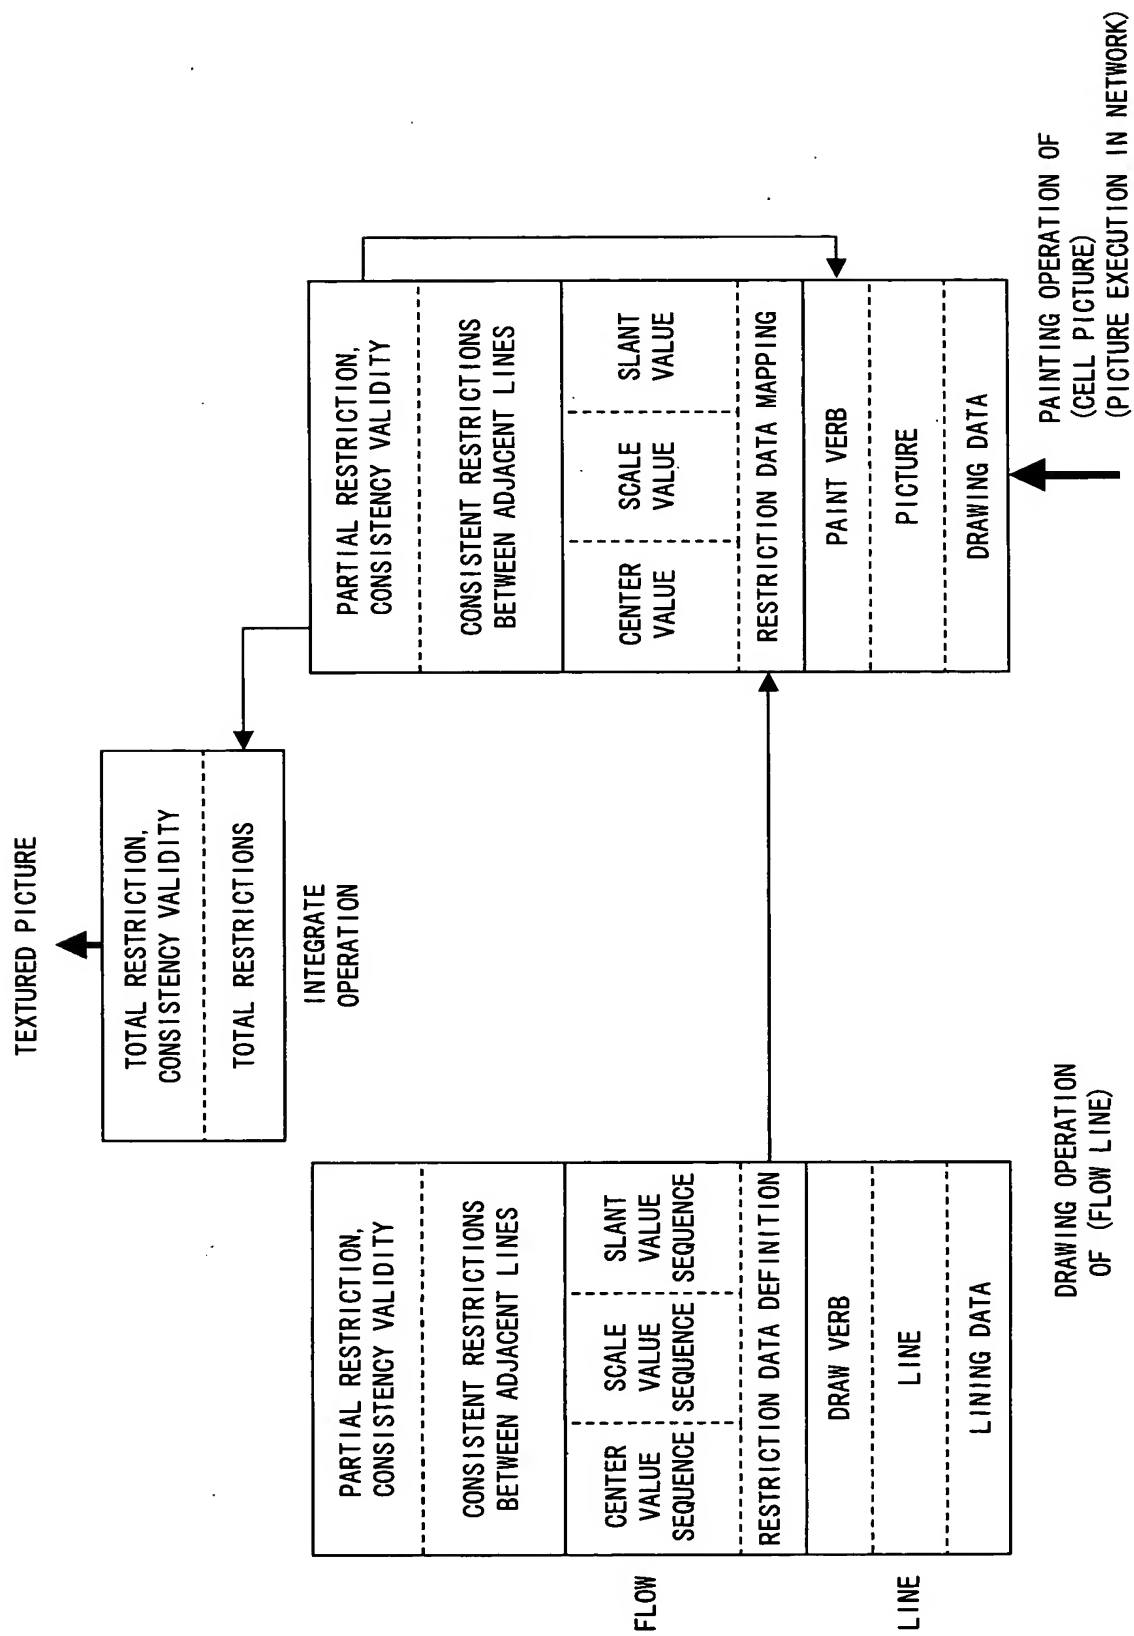 TEXTURED PICTURE
TOTAL RESTRICTION,
CONSISTENCY VALIDITY
TOTAL RESTRICTIONS
INTEGRATE
OPERATION
PARTIAL RESTRICTION,
CONSISTENCY VALIDITY
CONSISTENT RESTRICTIONS
BETWEEN ADJACENT LINES
FLOW
CENTER
VALUE
SEQUENCE
SCALE
VALUE
SEQUENCE
SLANT
VALUE
SEQUENCE
RESTRICTION DATA DEFINITION
DRAW VERB
LINE
LINE
LINING DATA
DRAWING OPERATION
OF (FLOW LINE)
PARTIAL RESTRICTION,
CONSISTENCY VALIDITY
CONSISTENT RESTRICTIONS
BETWEEN ADJACENT LINES
CENTER
VALUE
SCALE
VALUE
SLANT
VALUE
RESTRICTION DATA MAPPING
PAINT VERB
PICTURE
DRAWING DATA
PAINTING OPERATION OF
(CELL PICTURE)
(PICTURE EXECUTION IN NETWORK)